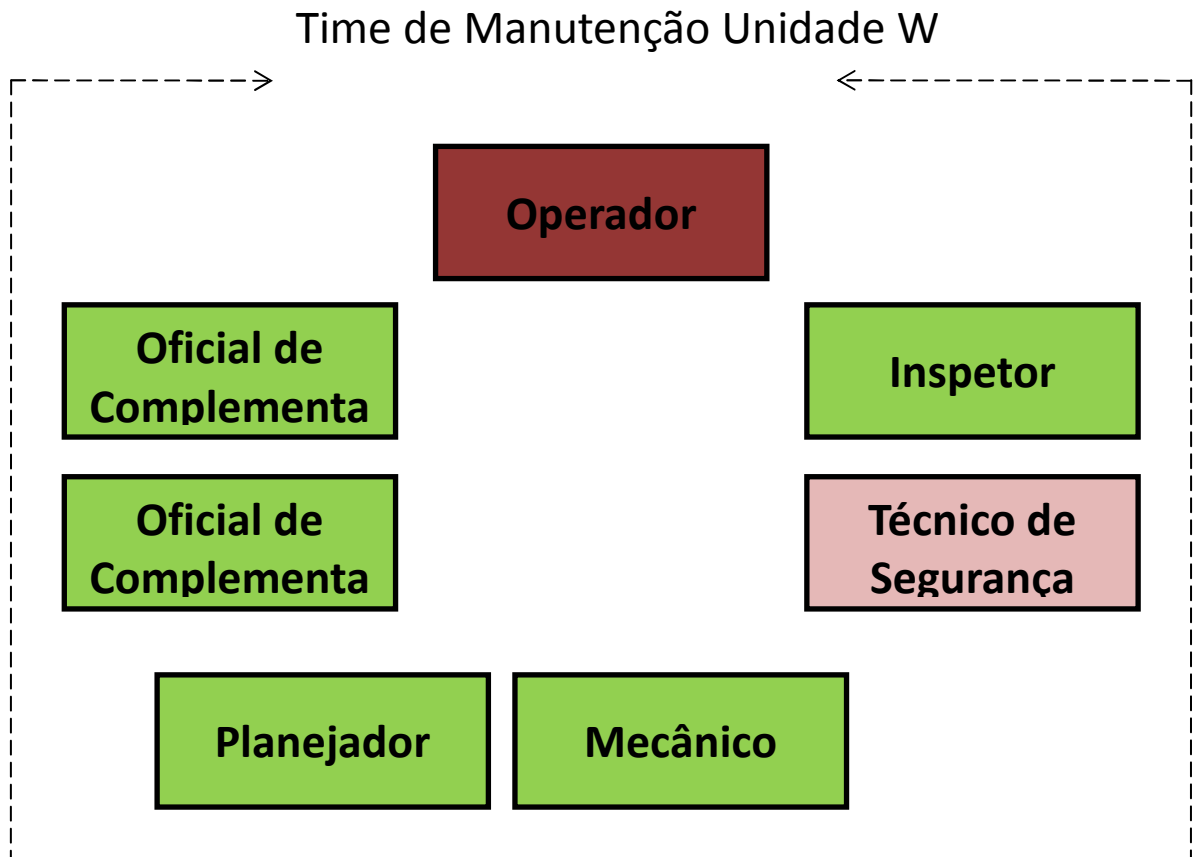 Time de Manutenção Unidade W
Operador
Oficial de
Complementa
Inspetor
Oficial de
Complementa
Técnico de
Segurança
Planejador
Mecânico